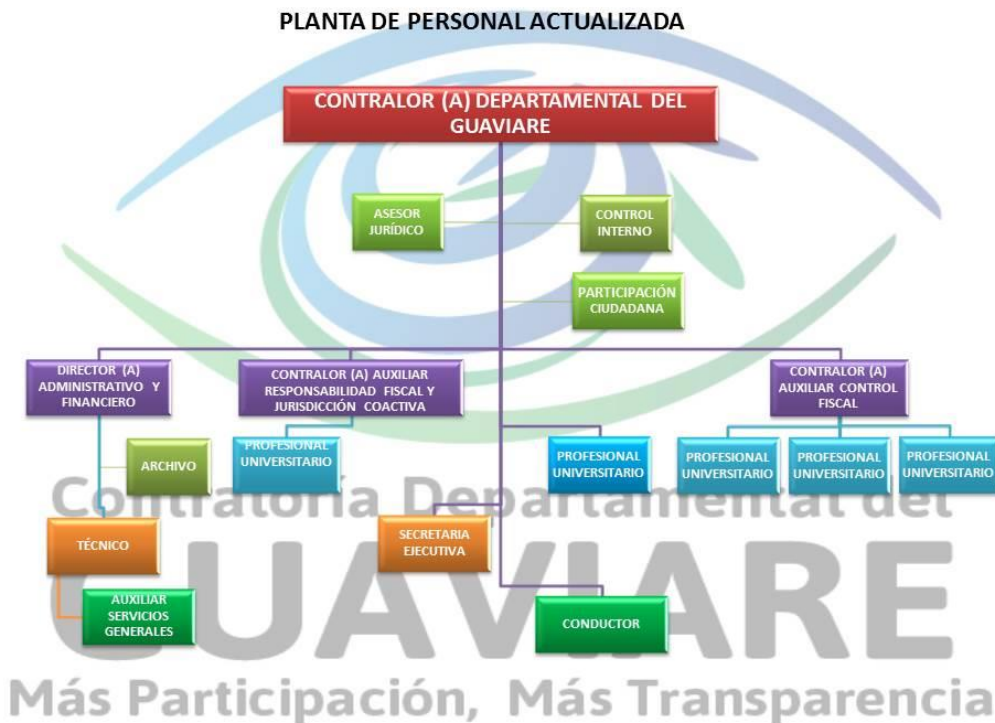 PLANTA DE PERSONAL ACTUALIZADA
CONTRALOR (A) DEPARTAMENTAL DEL
GUAVIARE
ASESOR
JURÍDICO
CONTROL
INTERNO
PARTICIPACIÓN
CIUDADANA
DIRECTOR (A)
ADMINISTRATIVO Y
FINANCIERO
CONTRALOR (A) AUXILIAR
RESPONSABILIDAD FISCAL Y
JURISDICCIÓN COACTIVA
CONTRALOR (A)
AUXILIAR CONTROL
FISCAL
ARCHIVO
PROFESIONAL
UNIVERSITARIO
PROFESIONAL
UNIVERSITARIO
PROFESIONAL
UNIVERSITARIO
PROFESIONAL
UNIVERSITARIO
PROFESIONAL
UNIVERSITARIO
Contraloría Departamental del
TÉCNICO
SECRETARIA
EJECUTIVA
AUXILIAR
SERVICIOS
GENERALES
CONDUCTOR
GUAVIARE
Más Participación, Más Transparencia